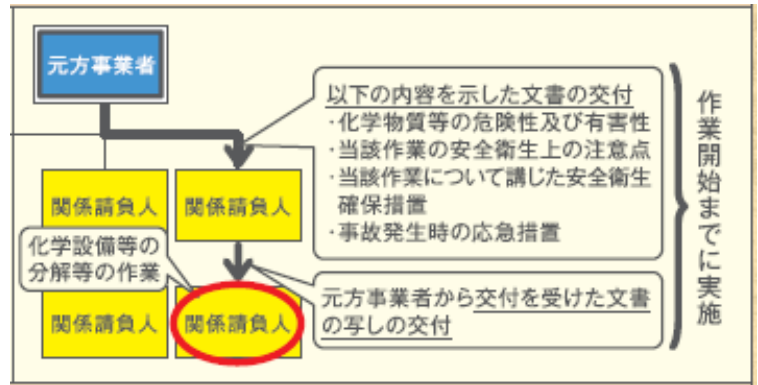 元方事業者
以下の内容を示した文書の交付
・化学物質等の危険性及び有害性
・当該作業の安全衛生上の注意点
・当該作業について講じた安全衛生
確保措置
・事故発生時の応急措置
作業開始までに実施
関係請負人
関係請負人
化学設備等の
分解等の作業
関係請負人
関係請負人
元方事業者から交付を受けた文書
の写しの交付